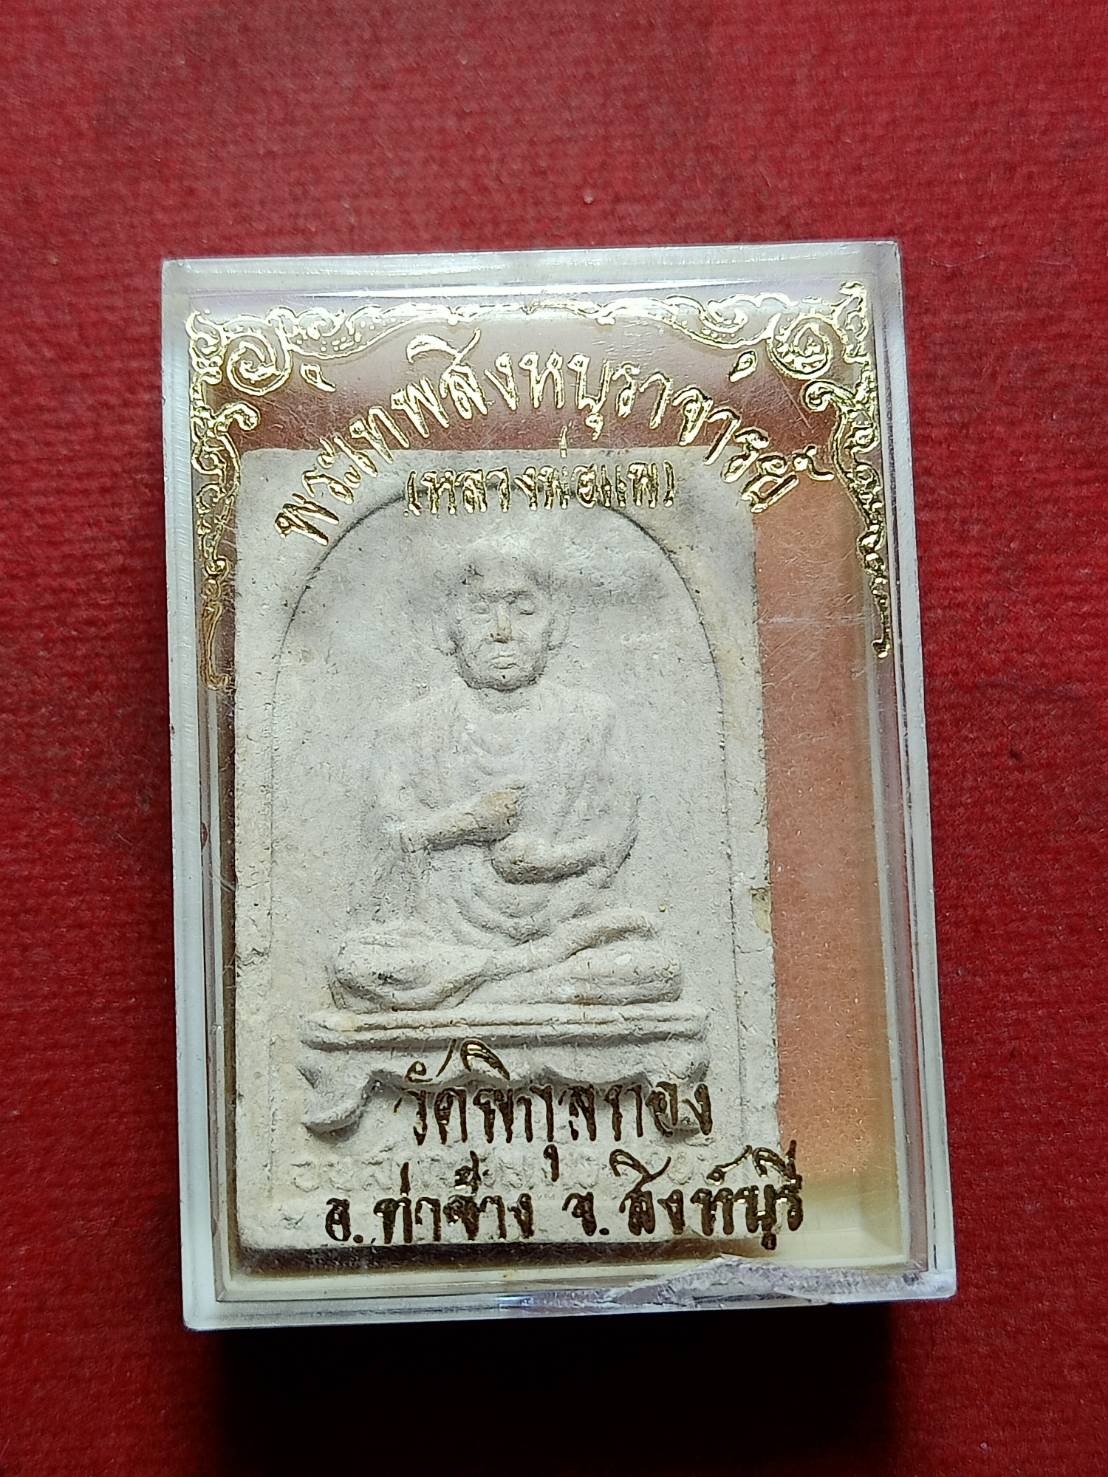 พระเทพสิงหบุราจารย์
(หลวงพ่อแพ)
วัดพิกุลทอง
อ.ท่าช้าง จ.สิงห์บุรี